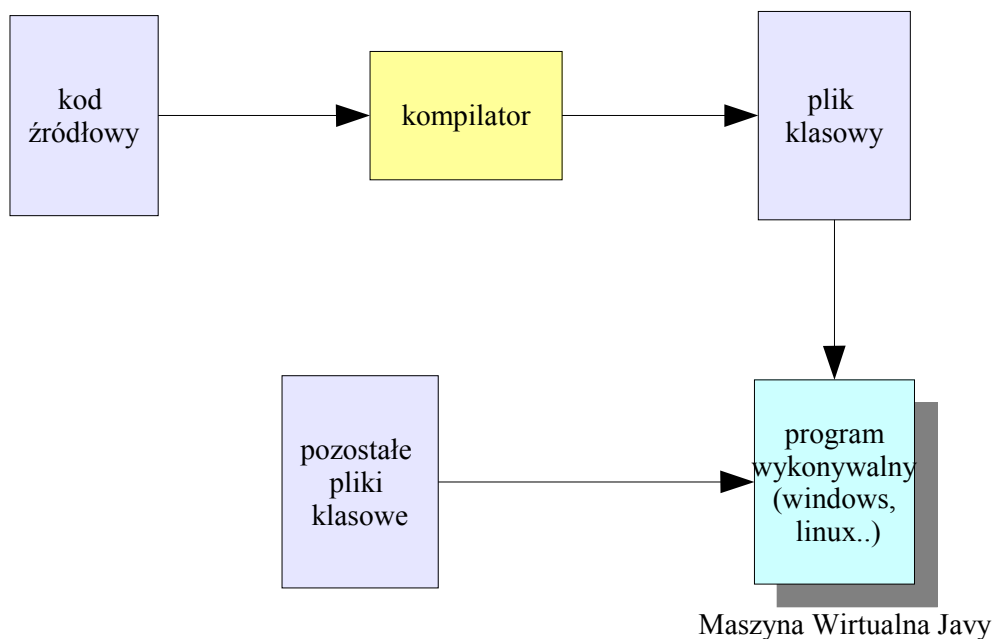 kod
źródłowy
kompilator
plik
klasowy
pozostałe
pliki
klasowe
program
wykonywalny
(windows,
linux..)
Maszyna Wirtualna Javy